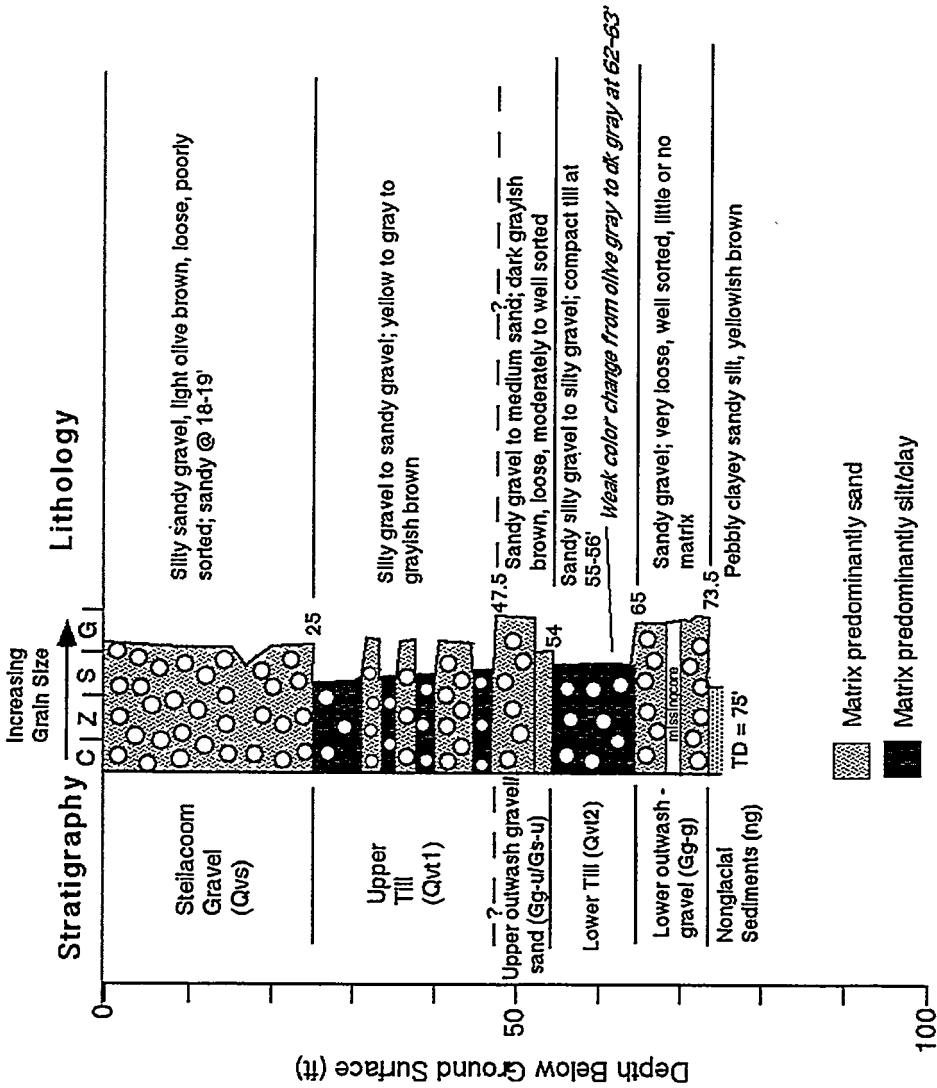 Stratigraphy
Increasing
Grain Size
C Z S G
Lithology
0
50
100
Depth Below Ground Surface (ft)
Steilacoom
Gravel
(Qvs)
Silty sandy gravel, light olive brown, loose, poorly
sorted; sandy @ 18-19'
25
Upper
Till
(Qvt1)
Silty gravel to sandy gravel; yellow to gray to
grayish brown
?
47.5
?
Upper outwash gravel/
sand (Gg-u/Gs-u)
Sandy gravel to medium sand; dark grayish
brown, loose, moderately to well sorted
54
Lower Till (Qvt2)
Sandy silty gravel to silty gravel; compact till at
55-56'
Weak color change from olive gray to dk gray at 62-63'
65
Lower outwash -
gravel (Gg-g)
missing core
Sandy gravel; very loose, well sorted, little or no
matrix
73.5
Nonglacial
Sediments (ng)
Pebbly clayey sandy silt, yellowish brown
TD = 75'
Matrix predominantly sand
Matrix predominantly silt/clay